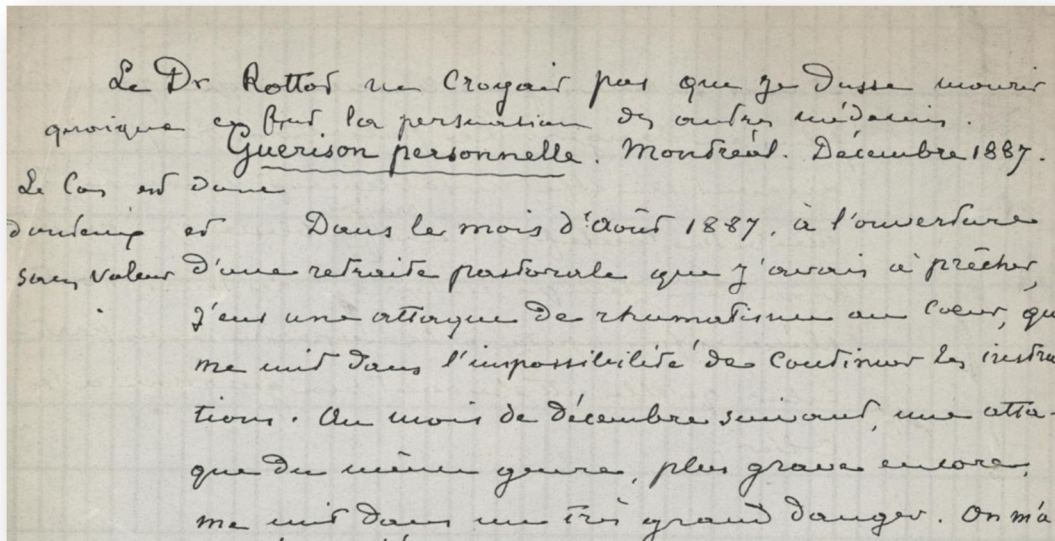 Le Dr Rottot ne croyait pas que je dusse mourir
quoique ce fut la persuasion des autres médecins.
Guérison personnelle. Montréal. Décembre 1887.
Le Cas est donc
douteux et
sans valeur
Dans le mois d'Août 1887, à l'ouverture
d'une retraite pastorale que j'avais à prêcher,
j'eus une attaque de rhumatisme au Coeur, qu
me mit dans l'impossibilité de Continuer les instru
tions. Au mois de Décembre suivant, une atta-
que du même genre, plus grave encore,
me mit dans un très grand danger. On m'a